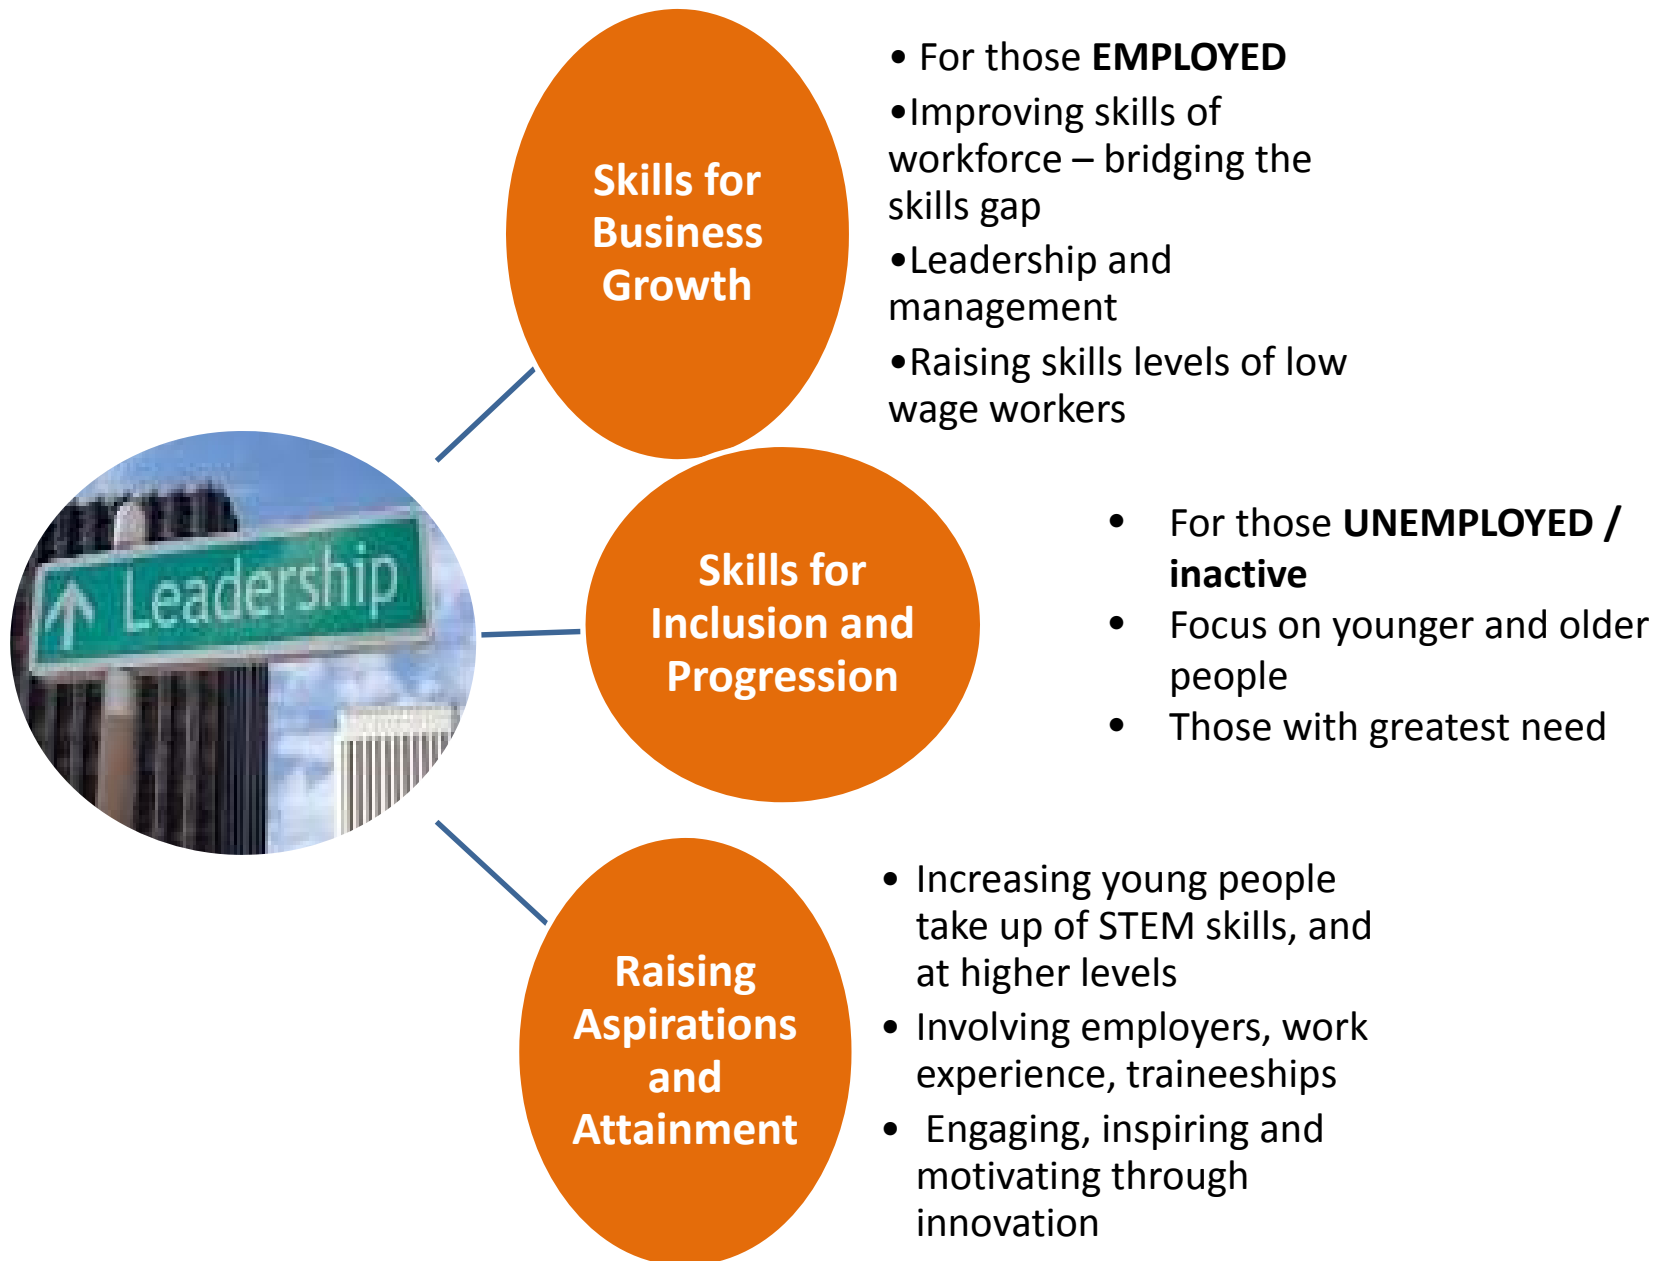 Skills for
Business
Growth
• For those EMPLOYED
•Improving skills of
workforce – bridging the
skills gap
•Leadership and
management
•Raising skills levels of low
wage workers
Leadership
Skills for
Inclusion and
Progression
• For those UNEMPLOYED /
inactive
• Focus on younger and older
people
• Those with greatest need
Raising
Aspirations
and
Attainment
• Increasing young people
take up of STEM skills, and
at higher levels
• Involving employers, work
experience, traineeships
• Engaging, inspiring and
motivating through
innovation